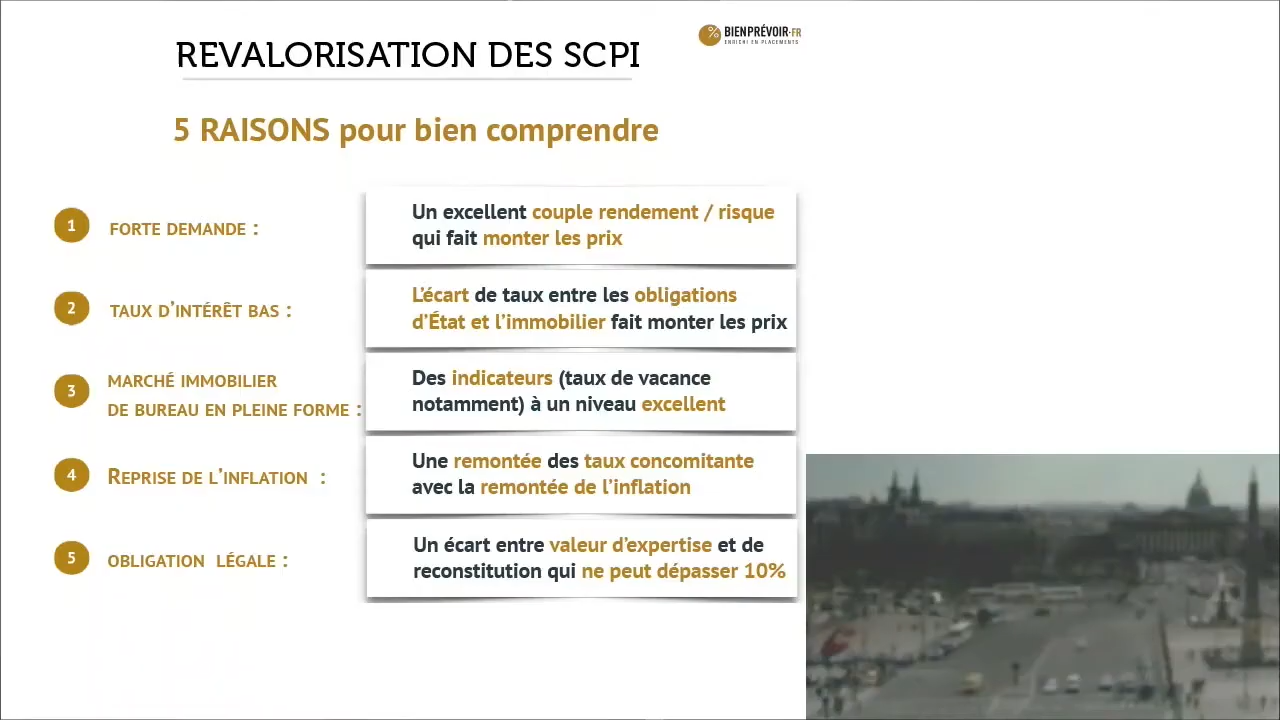 REVALORISATION DES SCPI
% BIENPRÉVOIR·FR
ENRICHI EN PLACEMENTS
5 RAISONS pour bien comprendre
1 FORTE DEMANDE :
Un excellent couple rendement / risque
qui fait monter les prix
2 TAUX D'INTÉRÊT BAS :
L'écart de taux entre les obligations
d'État et l'immobilier fait monter les prix
3 MARCHÉ IMMOBILIER
DE BUREAU EN PLEINE FORME :
Des indicateurs (taux de vacance
notamment) à un niveau excellent
4 REPRISE DE L'INFLATION :
Une remontée des taux concomitante
avec la remontée de l'inflation
5 OBLIGATION LÉGALE :
Un écart entre valeur d'expertise et de
reconstitution qui ne peut dépasser 10%